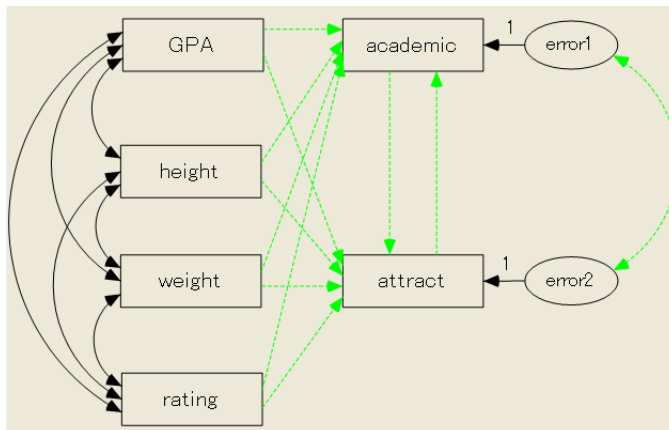 GPA
academic
1
error1
height
weight
attract
1
error2
rating